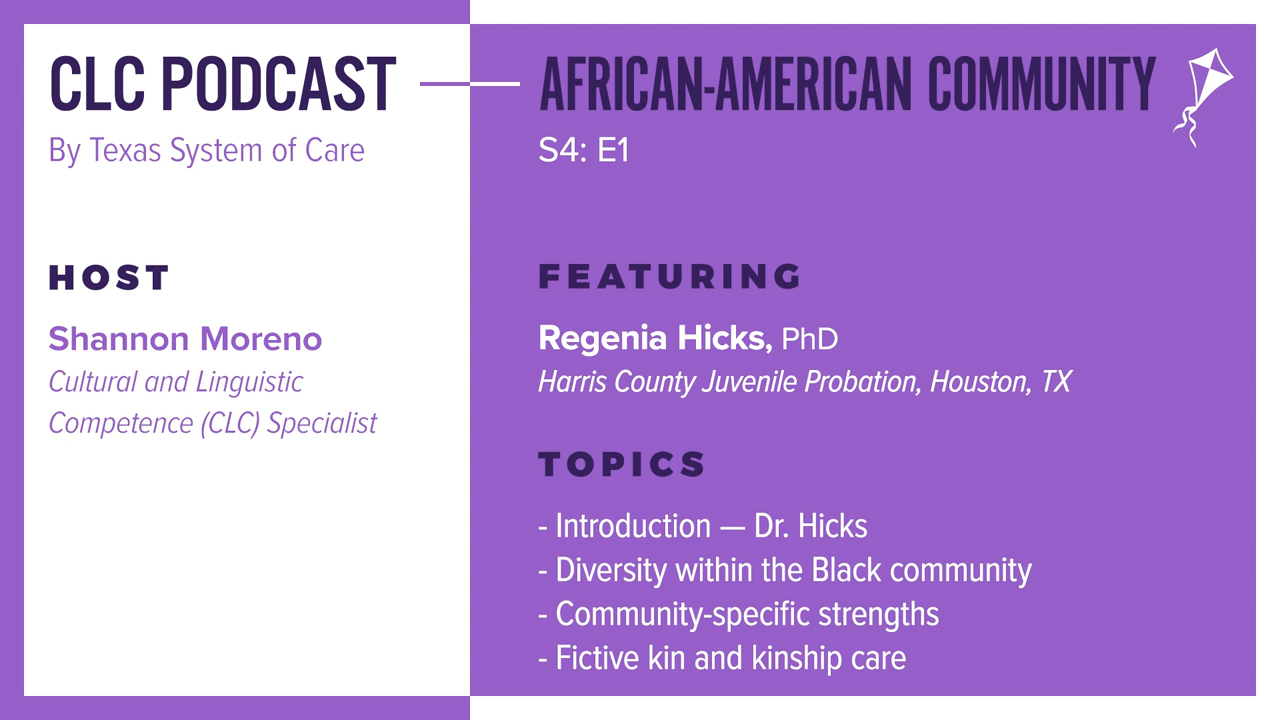 CLC PODCAST
By Texas System of Care
HOST
Shannon Moreno
Cultural and Linguistic
Competence (CLC) Specialist
AFRICAN-AMERICAN COMMUNITY
S4: E1
FEATURING
Regenia Hicks, PhD
Harris County Juvenile Probation, Houston, TX
TOPICS
- Introduction — Dr. Hicks
- Diversity within the Black community
- Community-specific strengths
- Fictive kin and kinship care